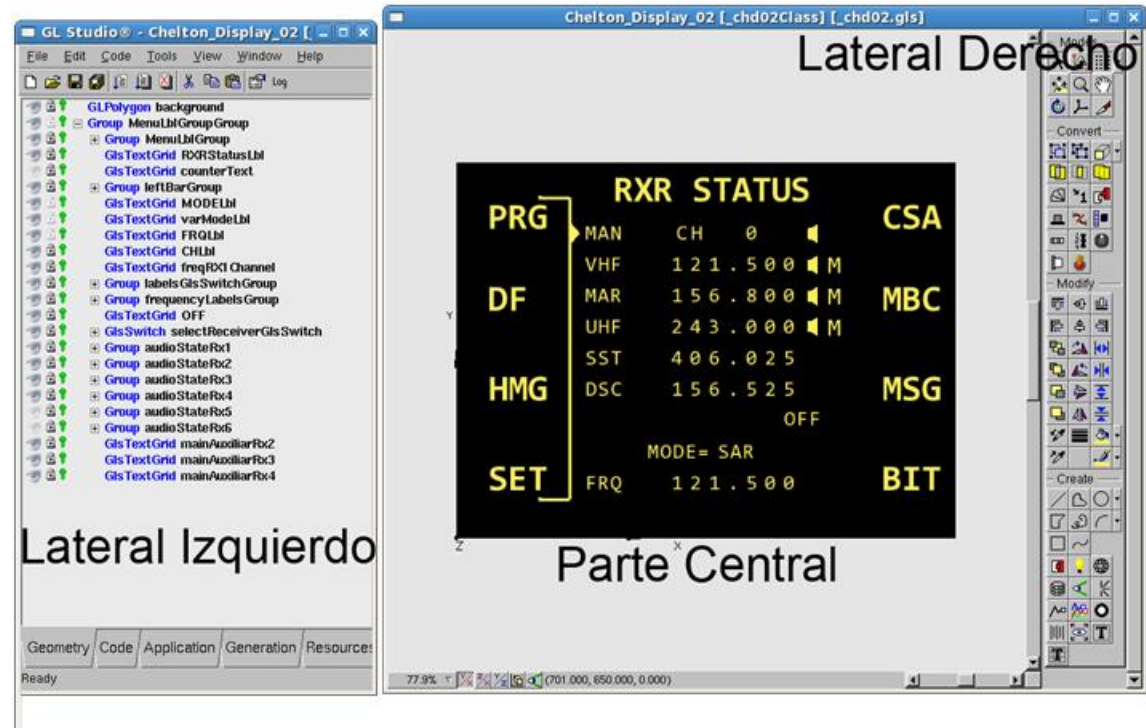 GL Studio® - Chelton_Display_02 [_
File Edit Code Tools View Window Help
Log
GLPolygon background
Group MenuLblGroupGroup
Group MenuLblGroup
GlsTextGrid RXRStatusLbl
GlsTextGrid counterText
Group leftBarGroup
GlsTextGrid MODELbl
GlsTextGrid varModeLbl
GlsTextGrid FRQLbl
GlsTextGrid CHLbl
GlsTextGrid freqRX1Channel
Group labelsGlsSwitchGroup
Group frequencyLabelsGroup
GlsTextGrid OFF
GlsSwitch selectReceiverGlsSwitch
Group audioStateRx1
Group audioStateRx2
Group audioStateRx3
Group audioStateRx4
Group audioStateRx5
Group audioStateRx6
GlsTextGrid mainAuxiliarRx2
GlsTextGrid mainAuxiliarRx3
GlsTextGrid mainAuxiliarRx4
Lateral Izquierdo
Geometry Code Application Generation Resources
Ready
Chelton_Display_02 [_chd02Class] [_chd02.gls]
Lateral Derecho
RXR STATUS
PRG CSA
MAN CH 0
VHF 121.500 M
DF MAR 156.800 M MBC
UHF 243.000 M
SST 406.025
HMG DSC 156.525 MSG
OFF
MODE= SAR
SET FRQ 121.500 BIT
Y
Z X
Parte Central
77.9% (701.000, 650.000, 0.000)
Modes
Convert
Modify
Create